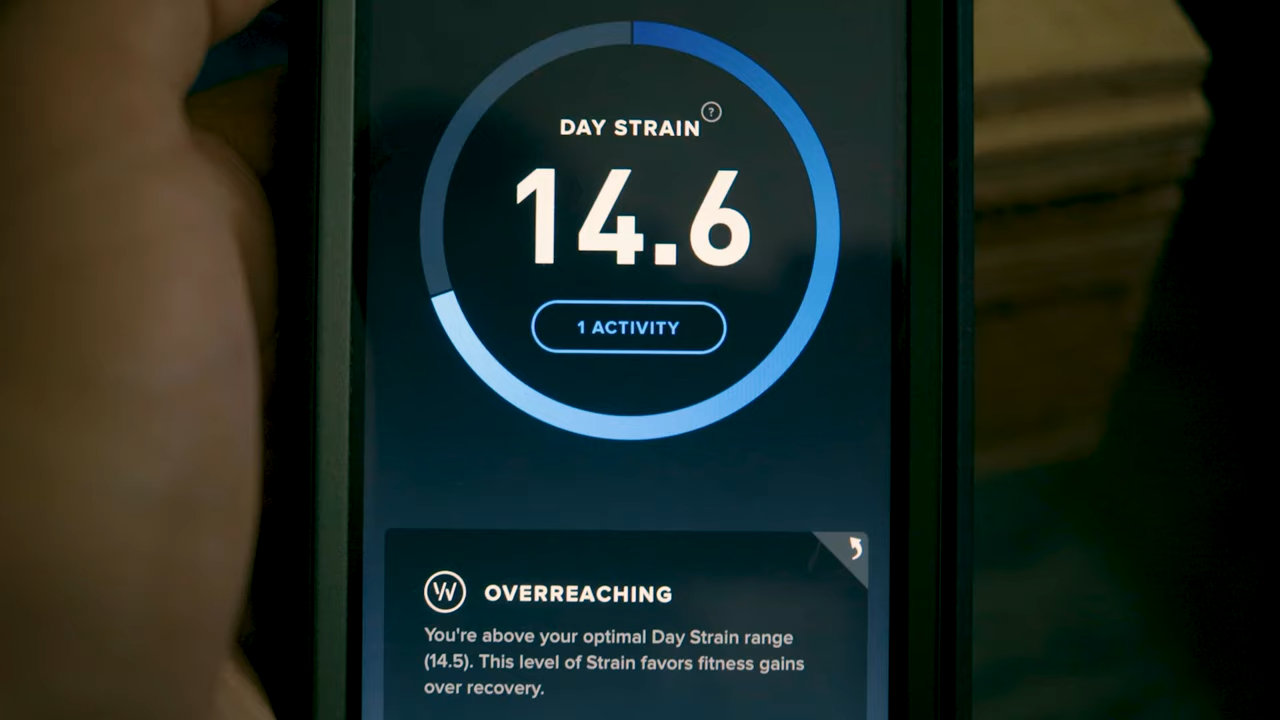 DAY STRAIN ?
14.6
1 ACTIVITY
OVERREACHING
You're above your optimal Day Strain range
(14.5). This level of Strain favors fitness gains
over recovery.